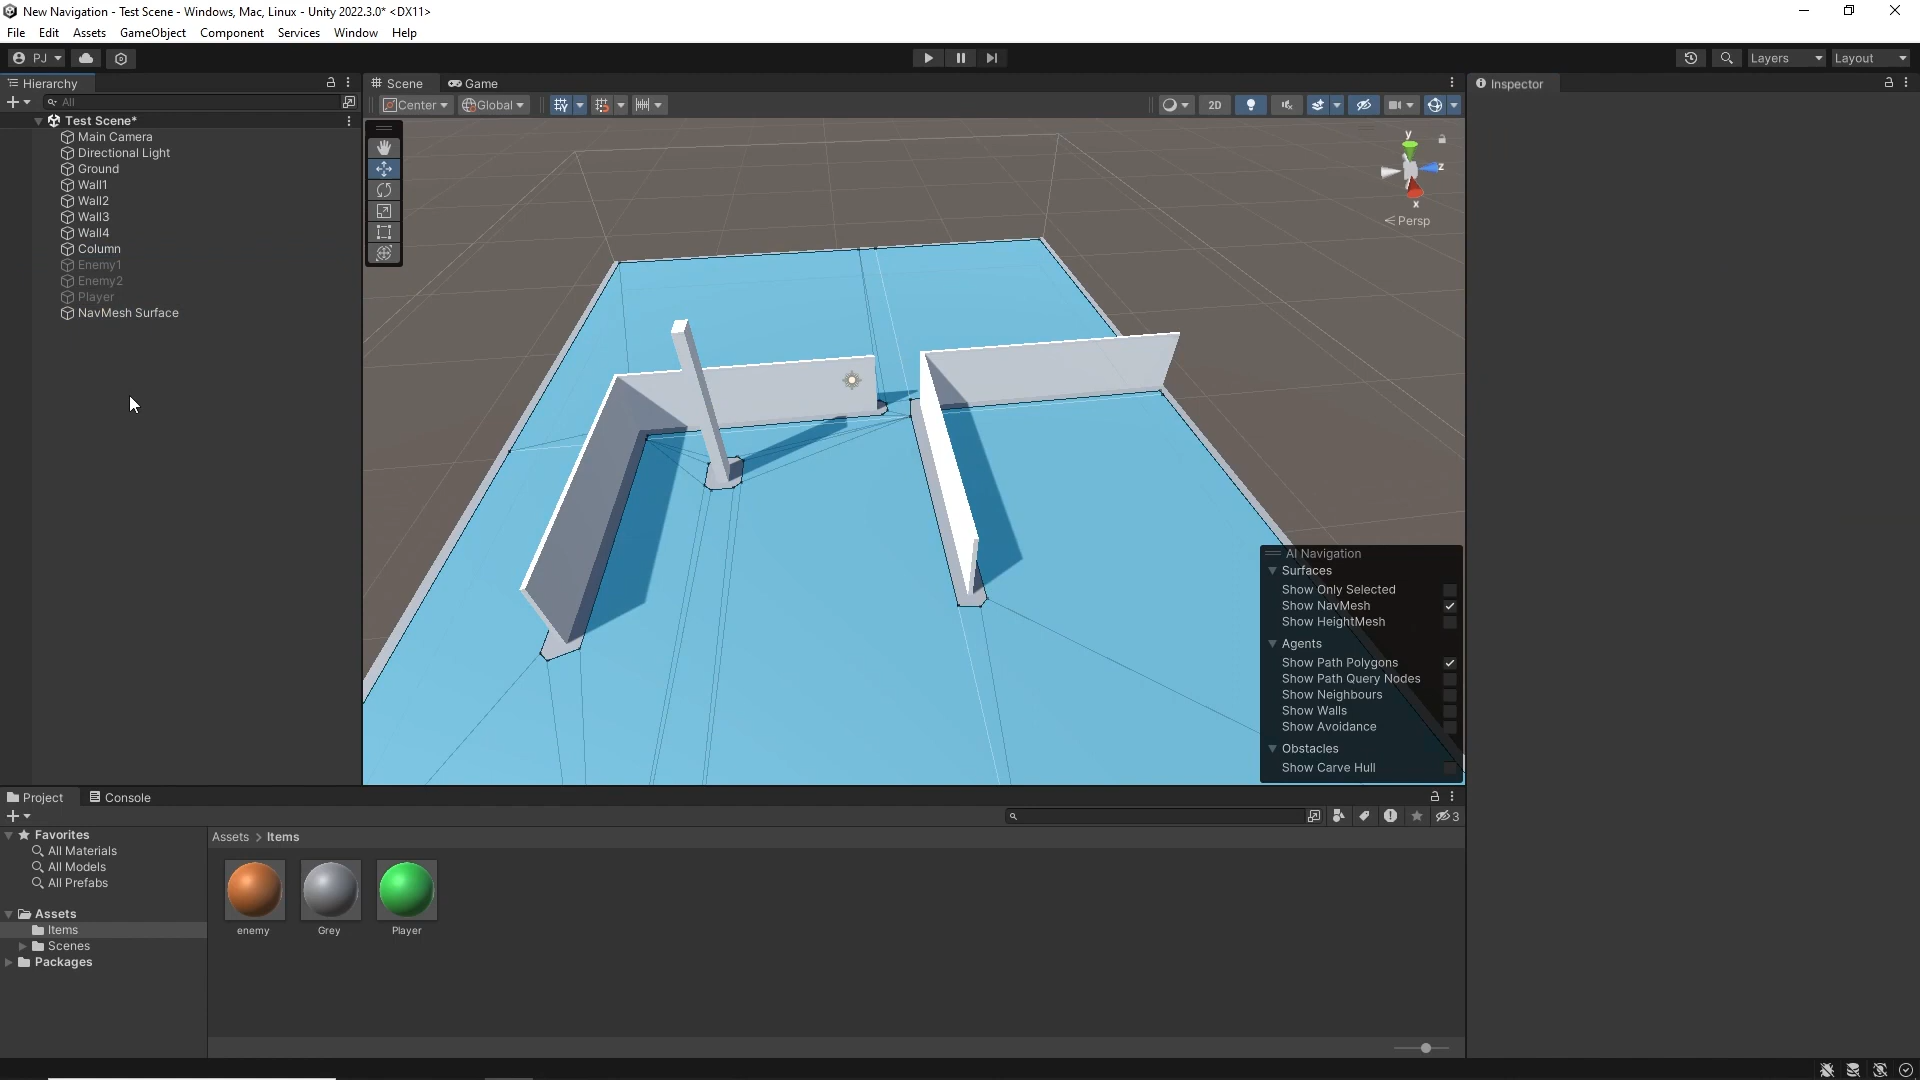 New Navigation - Test Scene - Windows, Mac, Linux - Unity 2022.3.0* <DX11>
File Edit Assets GameObject Component Services Window Help
PJ
Layers
Layout
Hierarchy
All
Test Scene*
Main Camera
Directional Light
Ground
Wall1
Wall2
Wall3
Wall4
Column
Enemy1
Enemy2
Player
NavMesh Surface
Scene Game
Center Global
2D
y
z
x
Persp
AI Navigation
Surfaces
Show Only Selected
Show NavMesh
Show HeightMesh
Agents
Show Path Polygons
Show Path Query Nodes
Show Neighbours
Show Walls
Show Avoidance
Obstacles
Show Carve Hull
Inspector
Project Console
3
Favorites
All Materials
All Models
All Prefabs
Assets
Items
Scenes
Packages
Assets > Items
enemy Grey Player